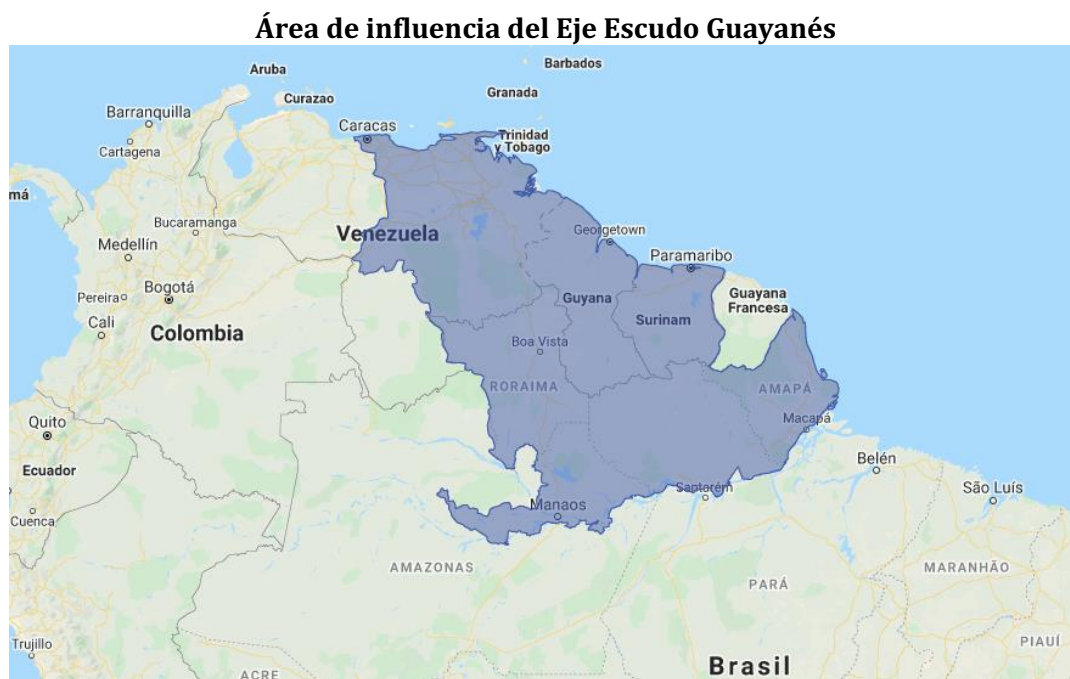 Área de influencia del Eje Escudo Guayanés
Barbados
Aruba
Granada
Curazao
Barranquilla
Caracas
Trinidad
y Tobago
Cartagena
má
Bucaramanga
Venezuela
Georgetown
Medellín
Paramaribo
Bogotá
Pereira
Guyana
Guayana
Francesa
Cali
Surinam
Colombia
Boa Vista
RORAIMA
AMAPÁ
Quito
Macapá
Ecuador
Belén
Santarém
São Luís
Manaos
Cuenca
AMAZONAS
MARANHÃO
PARÁ
Trujillo
PIAUÍ
Brasil
ACRE